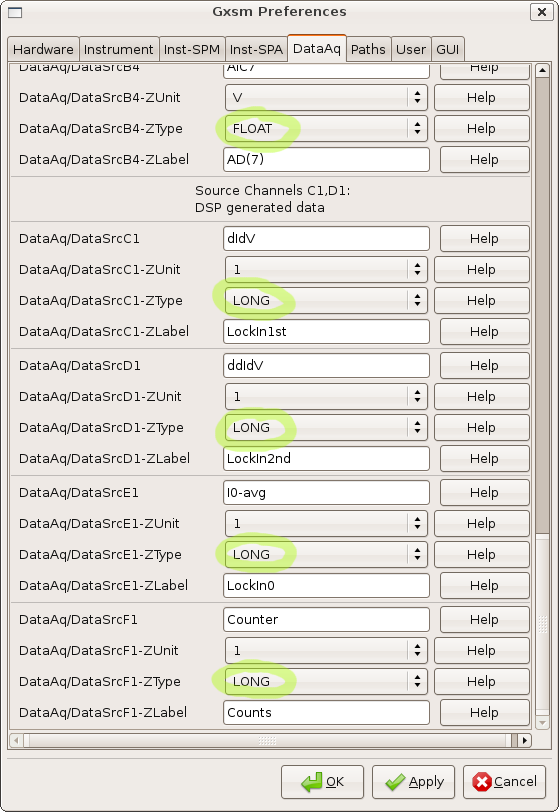 Gxsm Preferences
Hardware Instrument Inst-SPM Inst-SPA DataAq Paths User GUI
DataAq/DataSrcB4 AIC7 Help
DataAq/DataSrcB4-ZUnit V Help
DataAq/DataSrcB4-ZType FLOAT Help
DataAq/DataSrcB4-ZLabel AD(7) Help
Source Channels C1,D1:
DSP generated data
DataAq/DataSrcC1 dIdV Help
DataAq/DataSrcC1-ZUnit 1 Help
DataAq/DataSrcC1-ZType LONG Help
DataAq/DataSrcC1-ZLabel LockIn1st Help
DataAq/DataSrcD1 ddIdV Help
DataAq/DataSrcD1-ZUnit 1 Help
DataAq/DataSrcD1-ZType LONG Help
DataAq/DataSrcD1-ZLabel LockIn2nd Help
DataAq/DataSrcE1 I0-avg Help
DataAq/DataSrcE1-ZUnit 1 Help
DataAq/DataSrcE1-ZType LONG Help
DataAq/DataSrcE1-ZLabel LockIn0 Help
DataAq/DataSrcF1 Counter Help
DataAq/DataSrcF1-ZUnit 1 Help
DataAq/DataSrcF1-ZType LONG Help
DataAq/DataSrcF1-ZLabel Counts Help
OK Apply Cancel